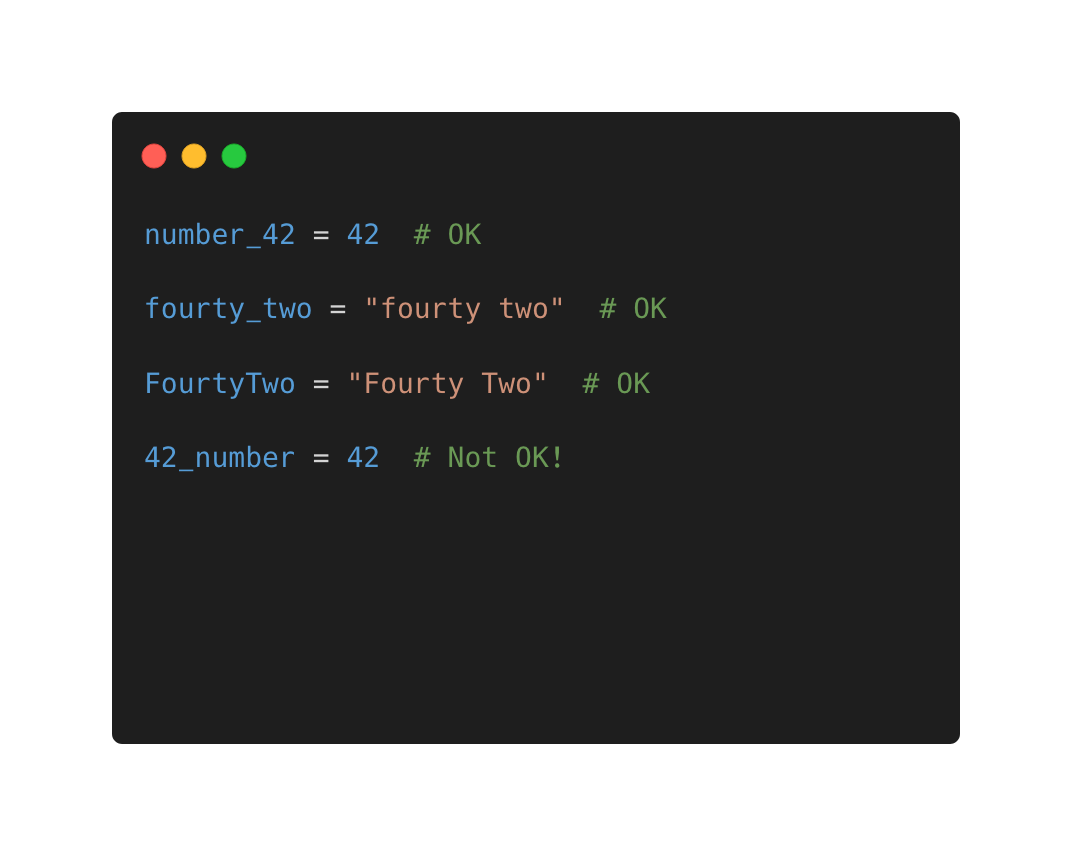 number_42 = 42  # OK
fourty_two = "fourty two"  # OK
FourtyTwo = "Fourty Two"  # OK
42_number = 42  # Not OK!